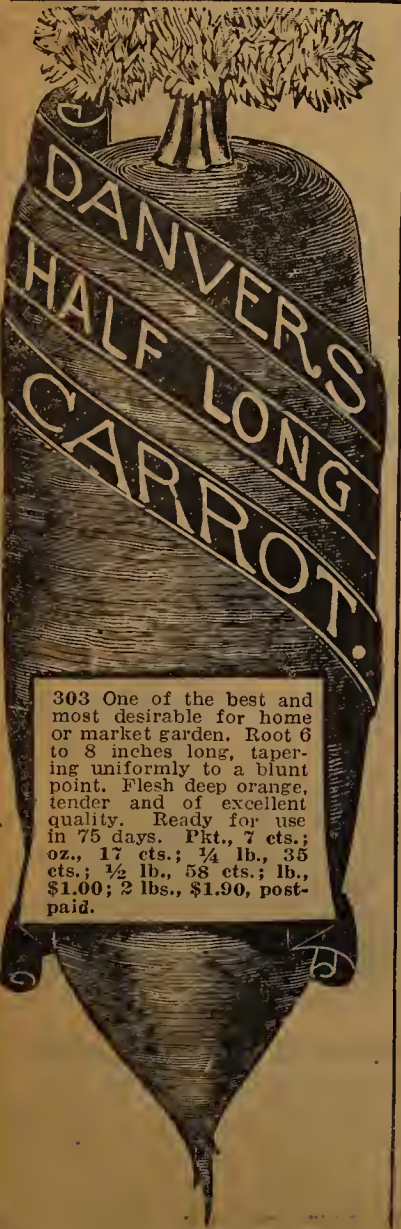 DANVERS
HALF LONG
CARROT.
303 One of the best and
most desirable for home
or market garden. Root 6
to 8 inches long, taper-
ing uniformly to a blunt
point. Flesh deep orange,
tender and of excellent
quality. Ready for use
in 75 days. Pkt., 7 cts.;
oz., 17 cts.; ¼ lb., 35
cts.; ½ lb., 58 cts.; lb.,
$1.00; 2 lbs., $1.90, post-
paid.